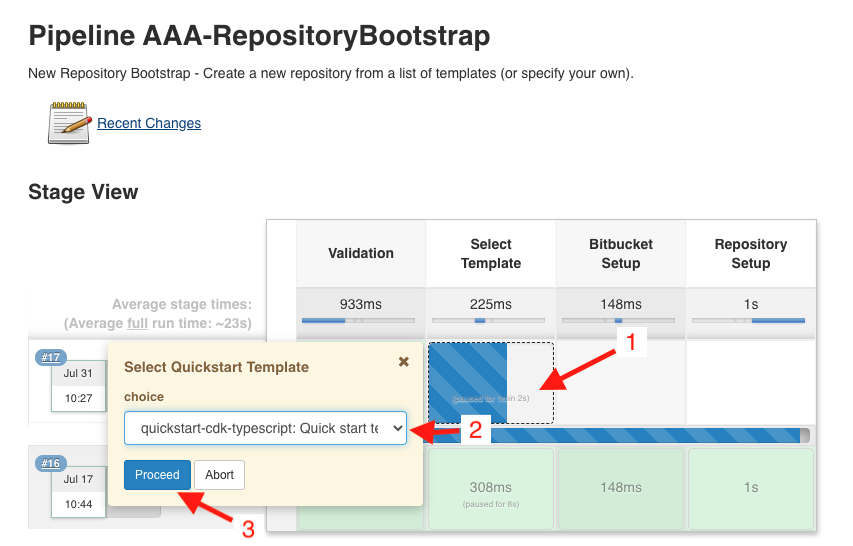 Pipeline AAA-RepositoryBootstrap
New Repository Bootstrap - Create a new repository from a list of templates (or specify your own).
Recent Changes
Stage View
Validation
Select
Template
Bitbucket
Setup
Repository
Setup
Average stage times:
(Average full run time: ~23s)
933ms
225ms
148ms
1s
#17
Jul 31
10:27
Select Quickstart Template
choice
quickstart-cdk-typescript: Quick start te
Proceed
Abort
(paused for 1min 2s)
1
2
3
#16
Jul 17
10:44
308ms
(paused for 8s)
148ms
1s